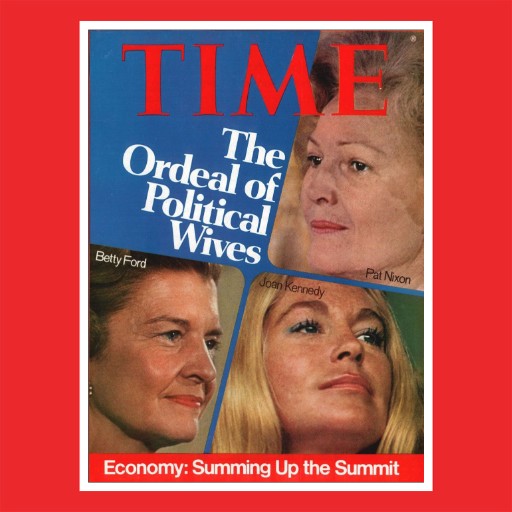 TIME
The
Ordeal of
Political
Wives
Betty Ford
Pat Nixon
Joan Kennedy
Economy: Summing Up the Summit